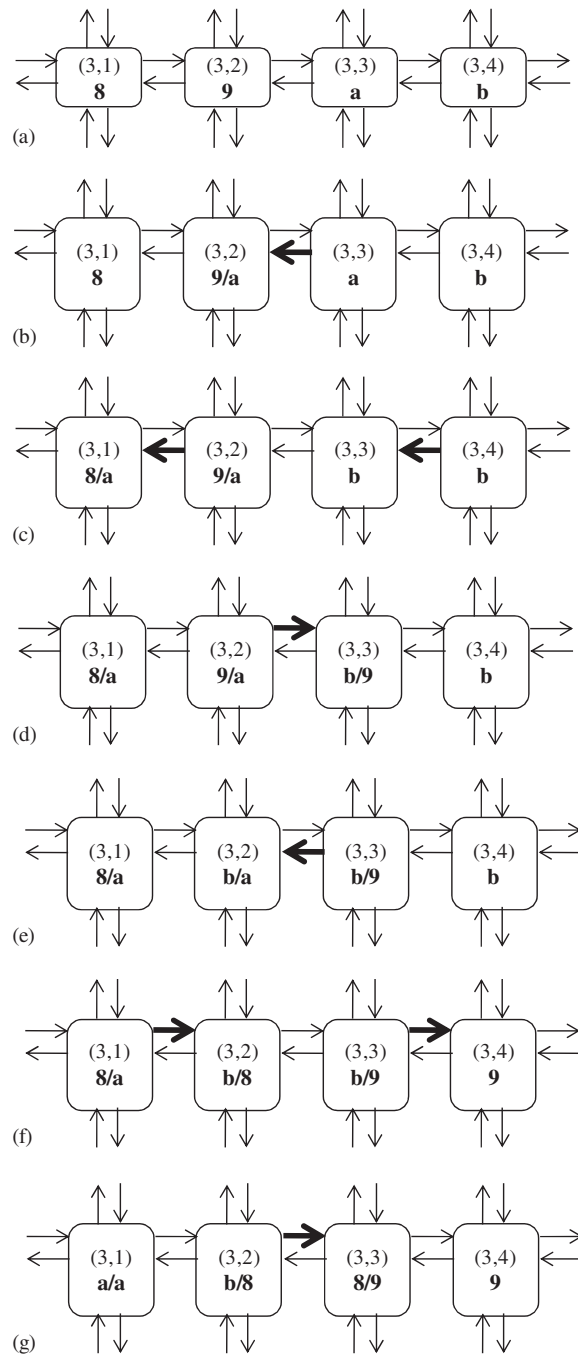 (3,1) (3,2) (3,3) (3,4)
8 9 a b
(a)
(3,1) (3,2) (3,3) (3,4)
8 9/a a b
(b)
(3,1) (3,2) (3,3) (3,4)
8/a 9/a b b
(c)
(3,1) (3,2) (3,3) (3,4)
8/a 9/a b/9 b
(d)
(3,1) (3,2) (3,3) (3,4)
8/a b/a b/9 b
(e)
(3,1) (3,2) (3,3) (3,4)
8/a b/8 b/9 9
(f)
(3,1) (3,2) (3,3) (3,4)
a/a b/8 8/9 9
(g)